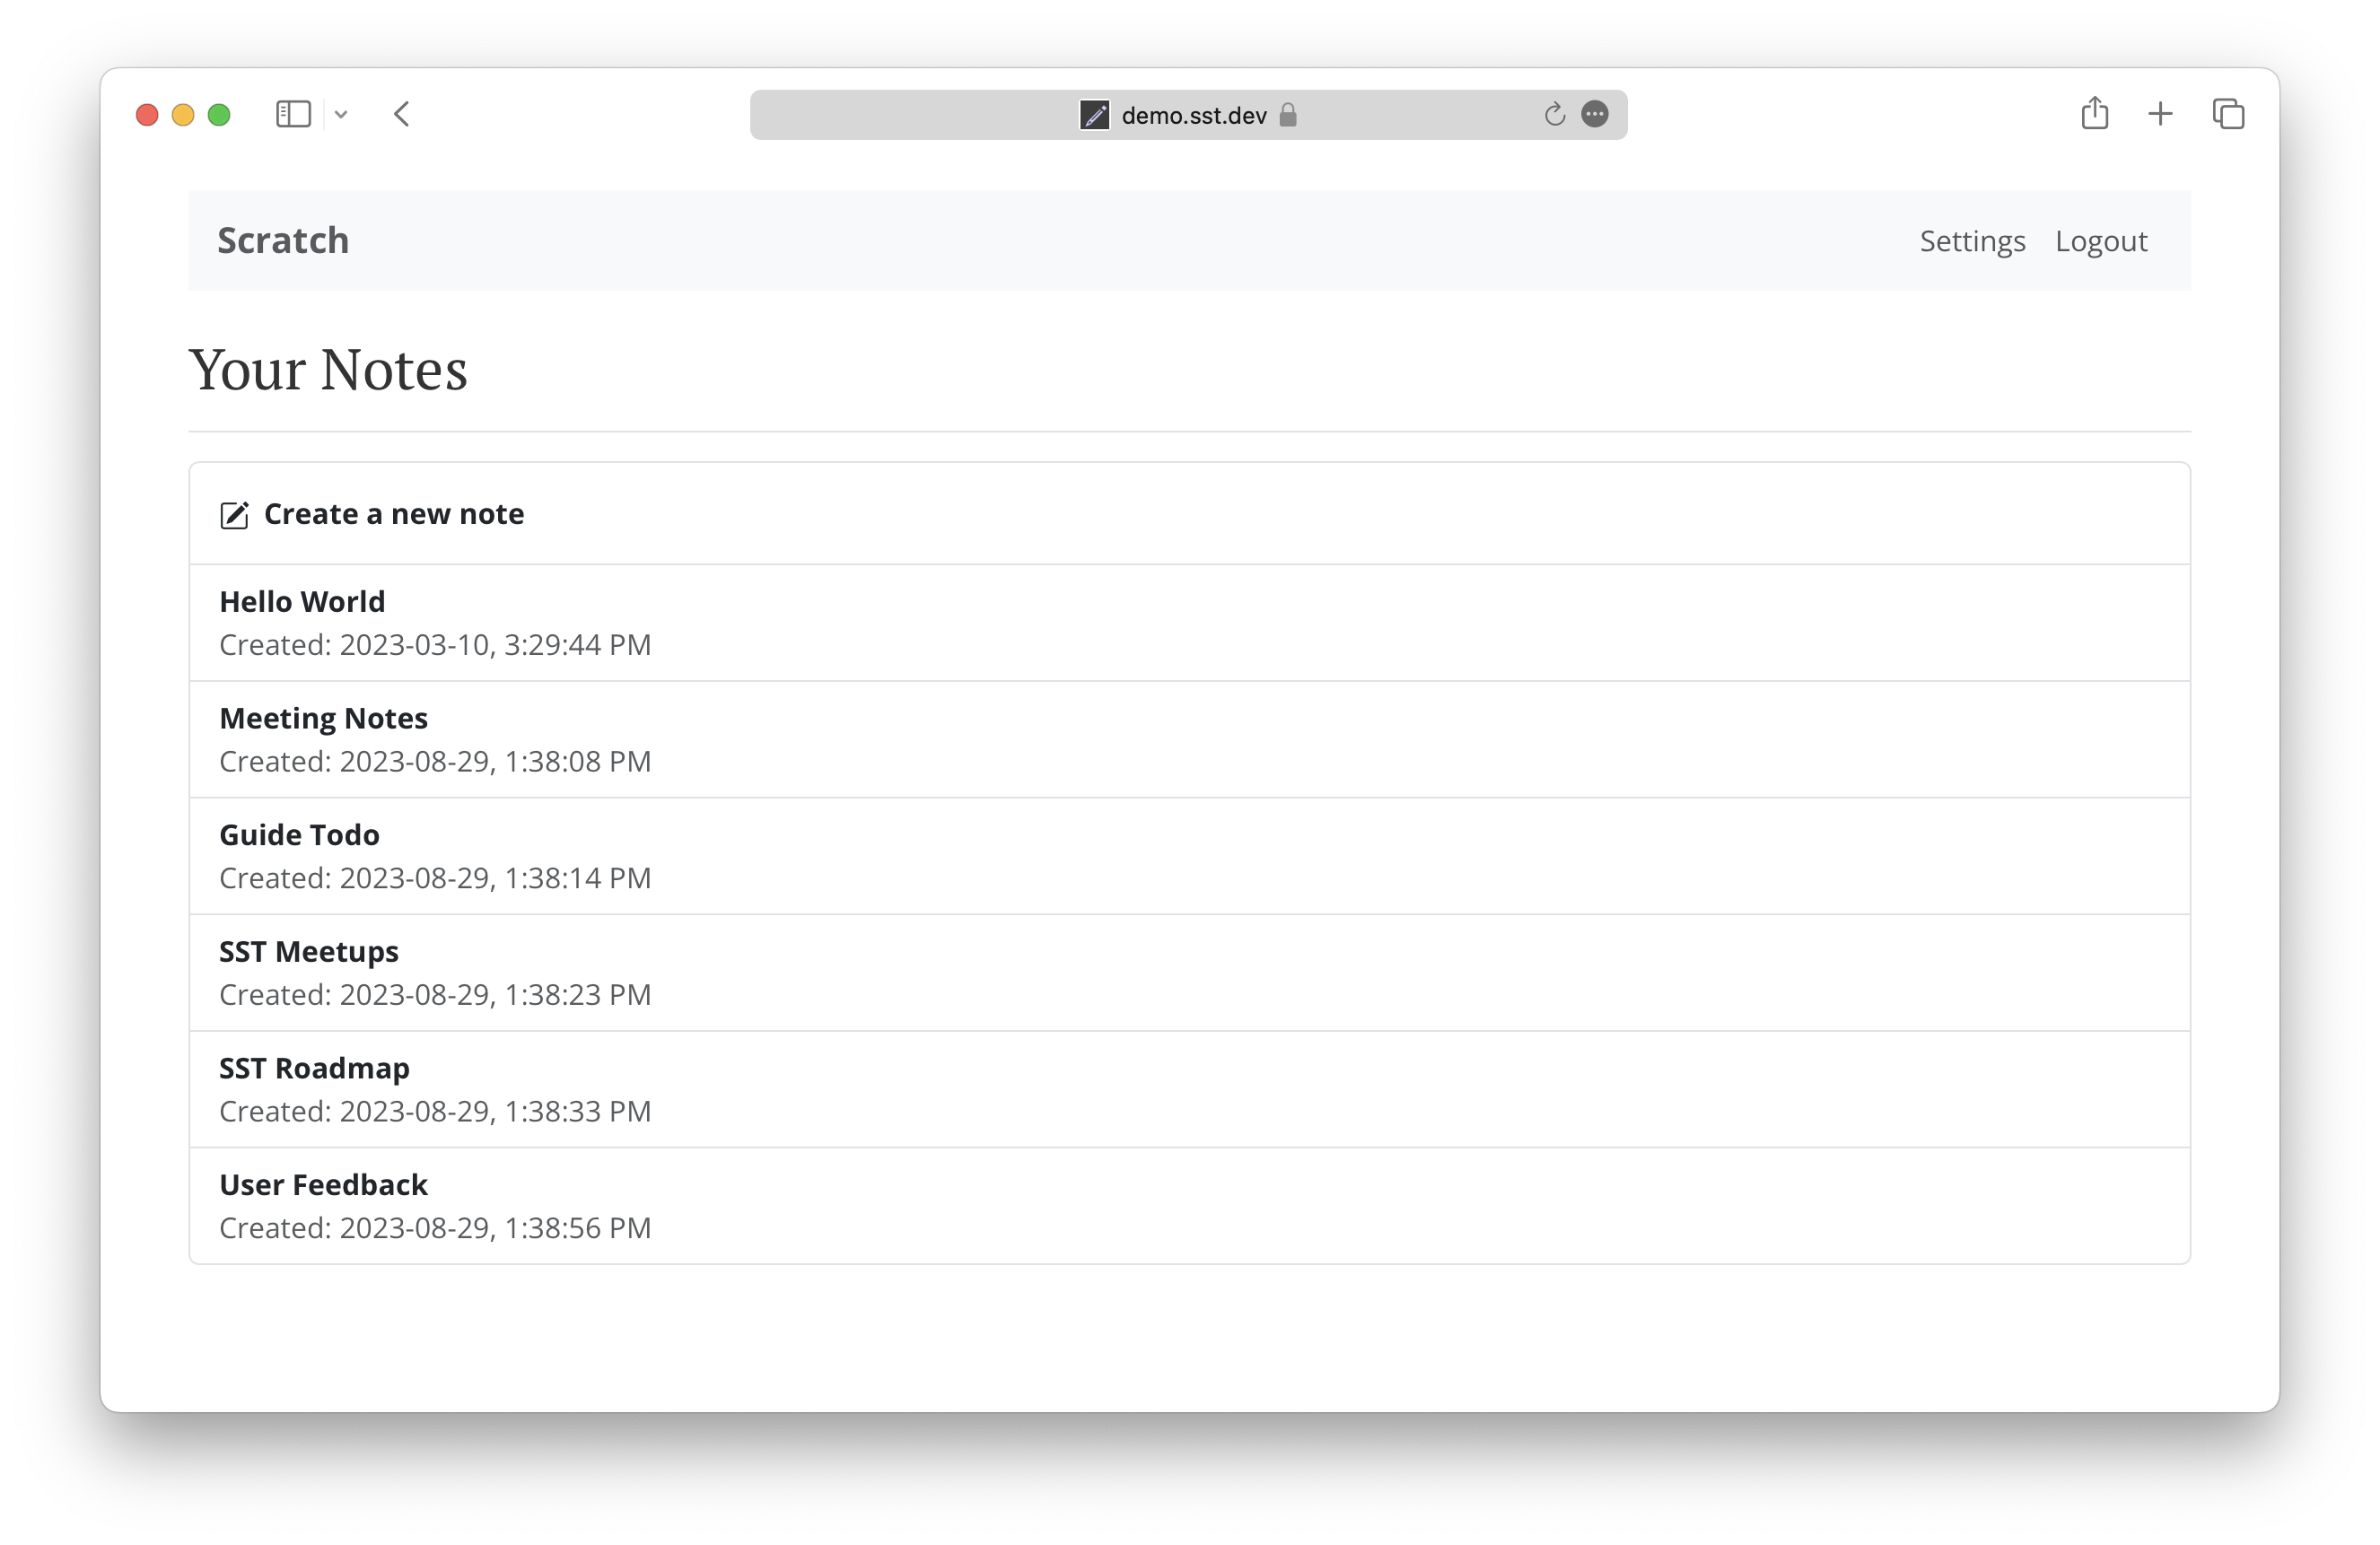 demo.sst.dev
Scratch
Settings Logout
Your Notes
Create a new note
Hello World
Created: 2023-03-10, 3:29:44 PM
Meeting Notes
Created: 2023-08-29, 1:38:08 PM
Guide Todo
Created: 2023-08-29, 1:38:14 PM
SST Meetups
Created: 2023-08-29, 1:38:23 PM
SST Roadmap
Created: 2023-08-29, 1:38:33 PM
User Feedback
Created: 2023-08-29, 1:38:56 PM